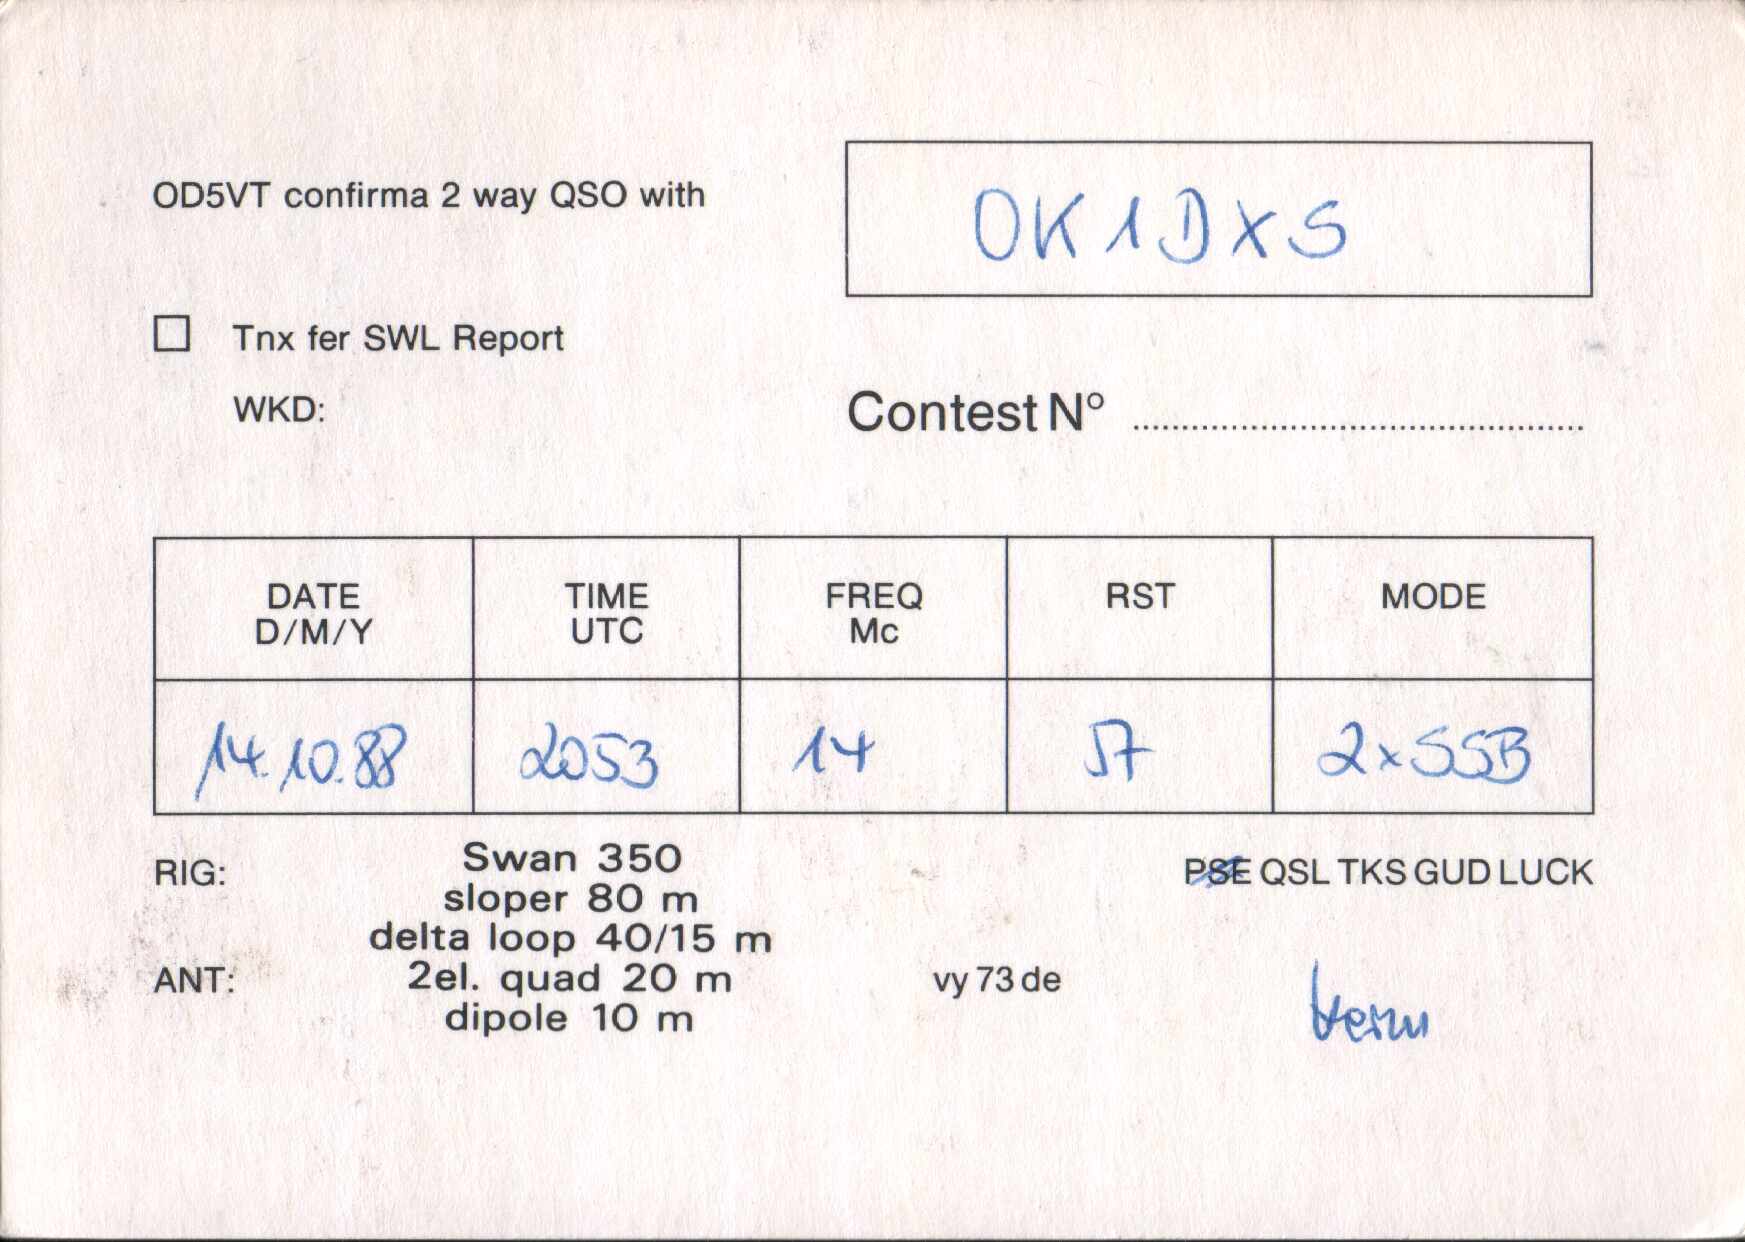 OD5VT confirma 2 way QSO with
OK1DXS
Tnx fer SWL Report
WKD:
Contest Nº
DATE D/M/Y
TIME UTC
FREQ Mc
RST
MODE
14.10.88
2053
14
57
2xSSB
RIG:
Swan 350
sloper 80 m
delta loop 40/15 m
ANT:
2el. quad 20 m
dipole 10 m
PSE QSL TKS GUD LUCK
vy 73 de